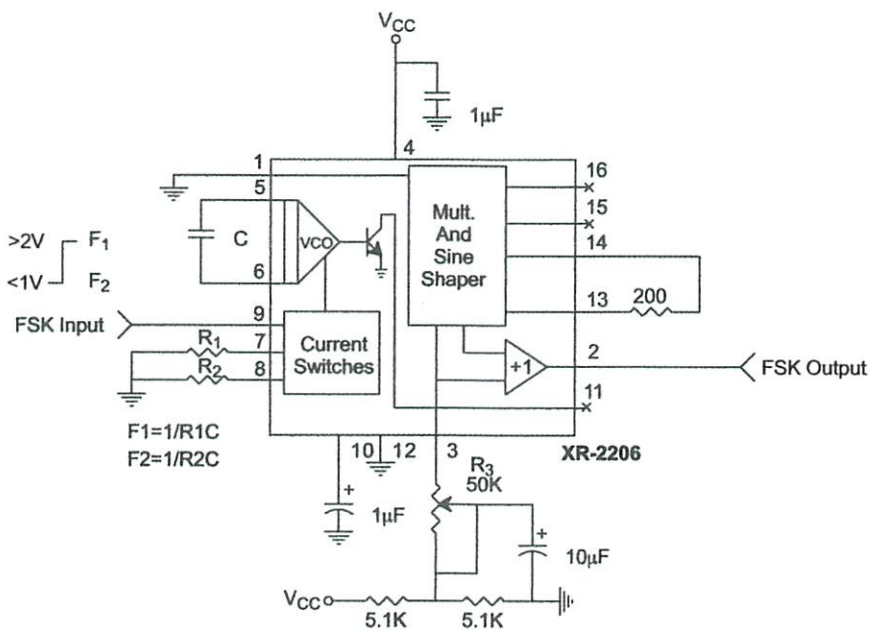 VCC
1µF
4
1
16
5
15
Mult.
And
Sine
Shaper
14
>2V
F1
C
VCO
<1V
F2
6
13
200
FSK Input
9
R1
7
Current
Switches
+1
2
FSK Output
R2
8
11
F1=1/R1C
F2=1/R2C
10
12
3
XR-2206
R3
50K
+
1µF
+
10µF
VCC
5.1K
5.1K